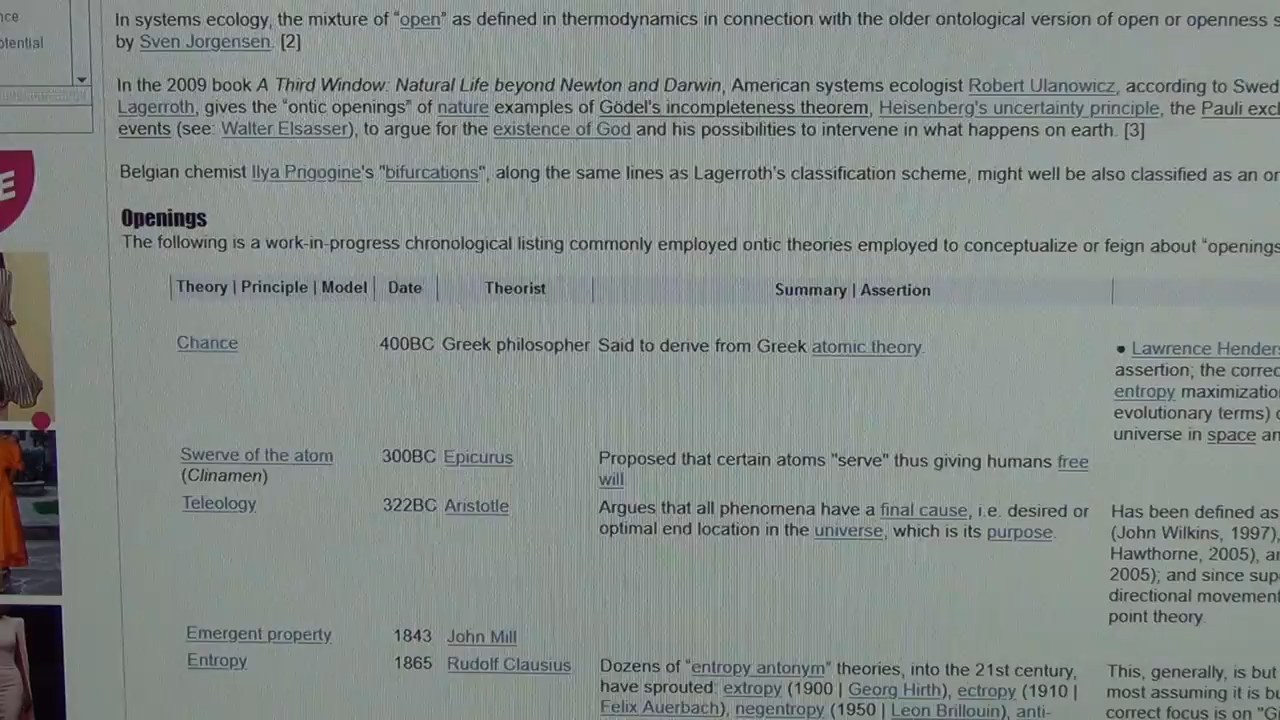 nce
otential
In systems ecology, the mixture of “open” as defined in thermodynamics in connection with the older ontological version of open or openness s
by Sven Jorgensen. [2]
In the 2009 book A Third Window: Natural Life beyond Newton and Darwin, American systems ecologist Robert Ulanowicz, according to Swed
Lagerroth, gives the “ontic openings” of nature examples of Gödel's incompleteness theorem, Heisenberg's uncertainty principle, the Pauli excl
events (see: Walter Elsasser), to argue for the existence of God and his possibilities to intervene in what happens on earth. [3]
Belgian chemist Ilya Prigogine's "bifurcations", along the same lines as Lagerroth's classification scheme, might well be also classified as an on
E
Openings
The following is a work-in-progress chronological listing commonly employed ontic theories employed to conceptualize or feign about “openings
Theory | Principle | Model Date Theorist Summary | Assertion
Chance 400BC Greek philosopher Said to derive from Greek atomic theory.
• Lawrence Henders
assertion; the correc
entropy maximizatio
evolutionary terms) o
universe in space an
Swerve of the atom 300BC Epicurus Proposed that certain atoms "serve" thus giving humans free
(Clinamen) will
Teleology 322BC Aristotle Argues that all phenomena have a final cause, i.e. desired or
optimal end location in the universe, which is its purpose.
Has been defined as
(John Wilkins, 1997),
Hawthorne, 2005), an
2005); and since sup
directional movement
point theory.
Emergent property 1843 John Mill
Entropy 1865 Rudolf Clausius Dozens of “entropy antonym” theories, into the 21st century,
have sprouted: extropy (1900 | Georg Hirth), ectropy (1910 |
Felix Auerbach), negentropy (1950 | Leon Brillouin), anti-
This, generally, is but
most assuming it is bu
correct focus is on "G